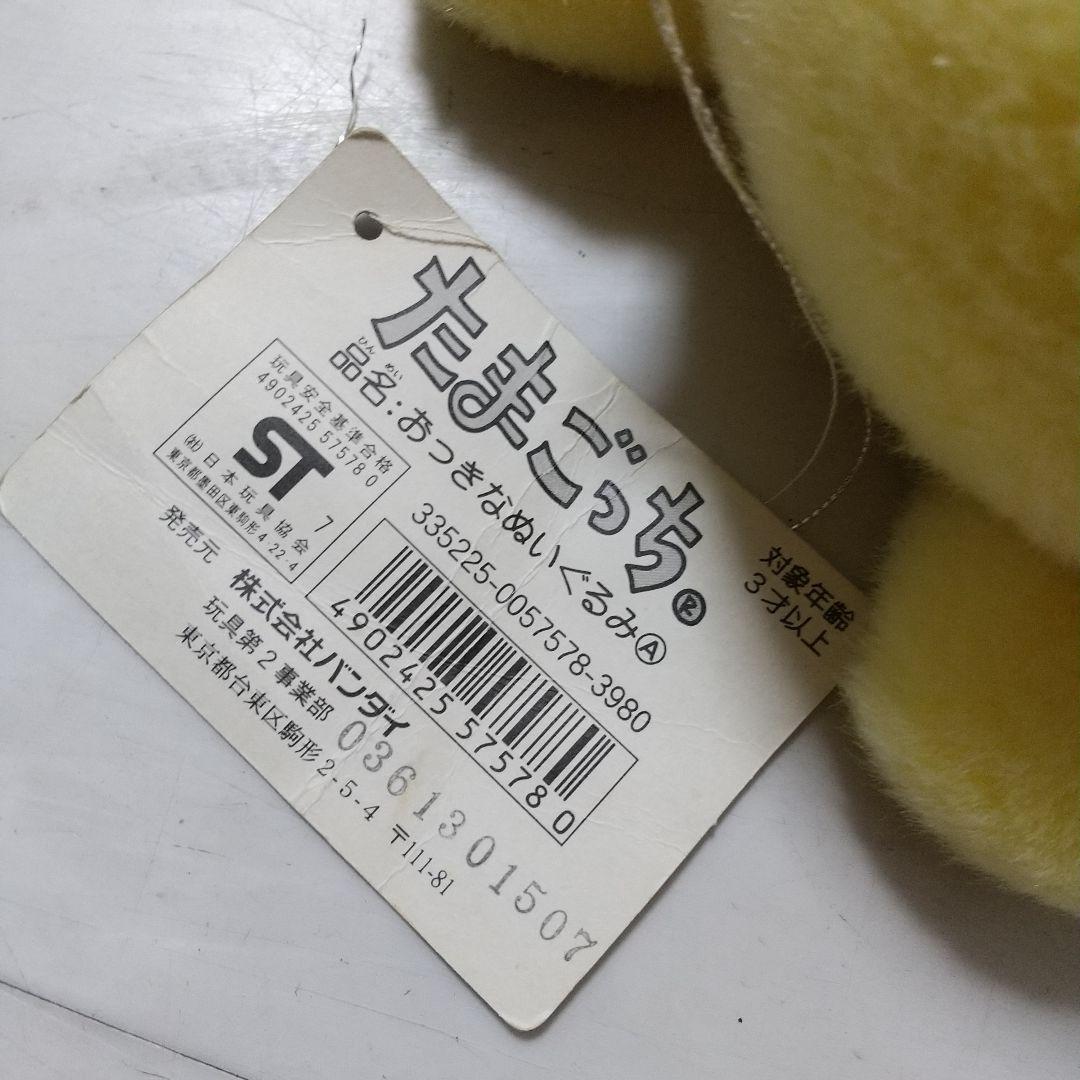 たまごっち®
品名:おっきなぬいぐるみⒶ
ひんめい
対象年齢
3才以上
335225-0057578-3980
玩具安全基準合格
4902425 57578 0
ST
7
(社)日本玩具協会
東京都墨田区東駒形4-22-4
4902425575780
発売元 株式会社バンダイ
玩具第2事業部
東京都台東区駒形2-5-4 〒111-81
0361301507